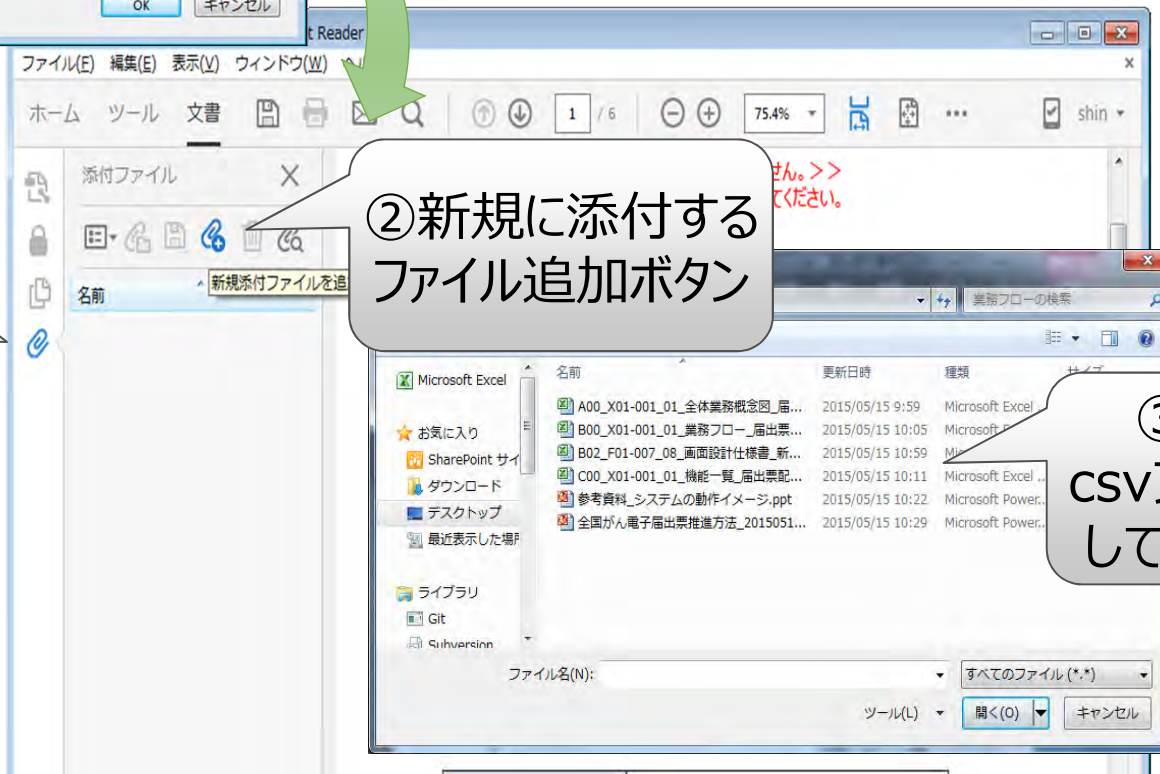 OK キャンセル
t Reader
ファイル(F) 編集(E) 表示(V) ウィンドウ(W)
ホーム ツール 文書 1 / 6 75.4% shin
添付ファイル
せん。>>
てください。
②新規に添付する
ファイル追加ボタン
名前
新規添付ファイルを追
業務フローの検索
Microsoft Excel
お気に入り
SharePoint サイ
ダウンロード
デスクトップ
最近表示した場所
ライブラリ
Git
Subversion
名前 更新日時 種類 サイズ
A00_X01-001_01_全体業務概念図_届... 2015/05/15 9:59 Microsoft Excel
B00_X01-001_01_業務フロー_届出票... 2015/05/15 10:05 Microsoft
B02_F01-007_08_画面設計仕様書_新... 2015/05/15 10:59
C00_X01-001_01_機能一覧_届出票配... 2015/05/15 10:11 Microsoft Excel ...
参考資料_システムの動作イメージ.ppt 2015/05/15 10:22 Microsoft Power...
全国がん電子届出票推進方法_2015051... 2015/05/15 10:29 Microsoft Power...
③
csv
して
ファイル名(N): すべてのファイル (*.*)
ツール(L) 開く(O) キャンセル